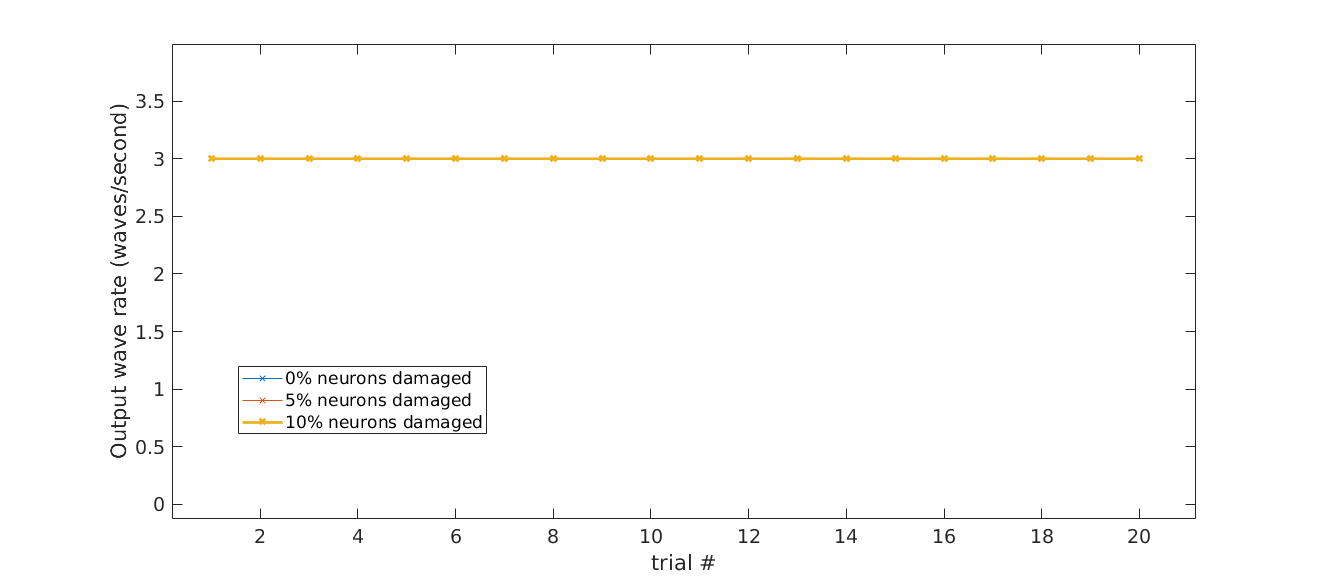 Output wave rate (waves/second)
3.5
3
2.5
2
1.5
1
0.5
0
0% neurons damaged
5% neurons damaged
10% neurons damaged
2 4 6 8 10 12 14 16 18 20
trial #